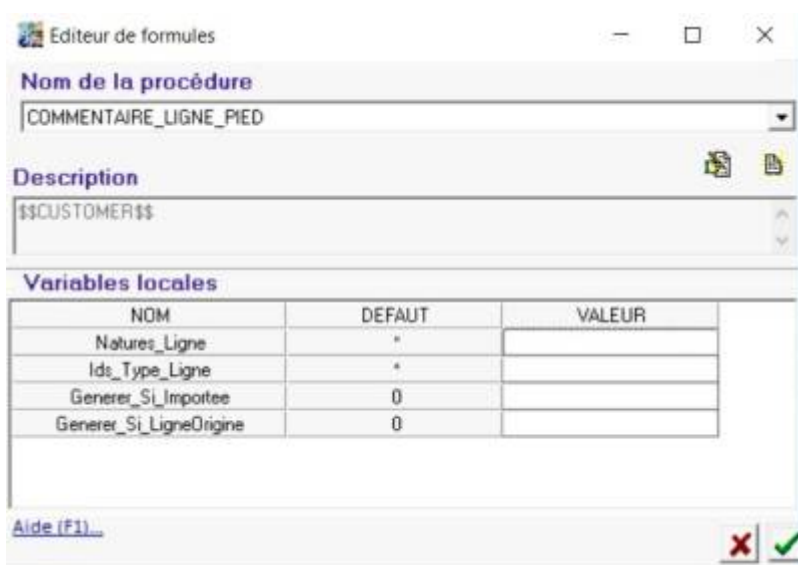 Editeur de formules
Nom de la procédure
COMMENTAIRE_LIGNE_PIED
Description
$$CUSTOMER$$
Variables locales
NOM DEFAUT VALEUR
Natures_Ligne *
Ids_Type_Ligne *
Generer_Si_Importee 0
Generer_Si_LigneOrigine 0
Aide (F1)...